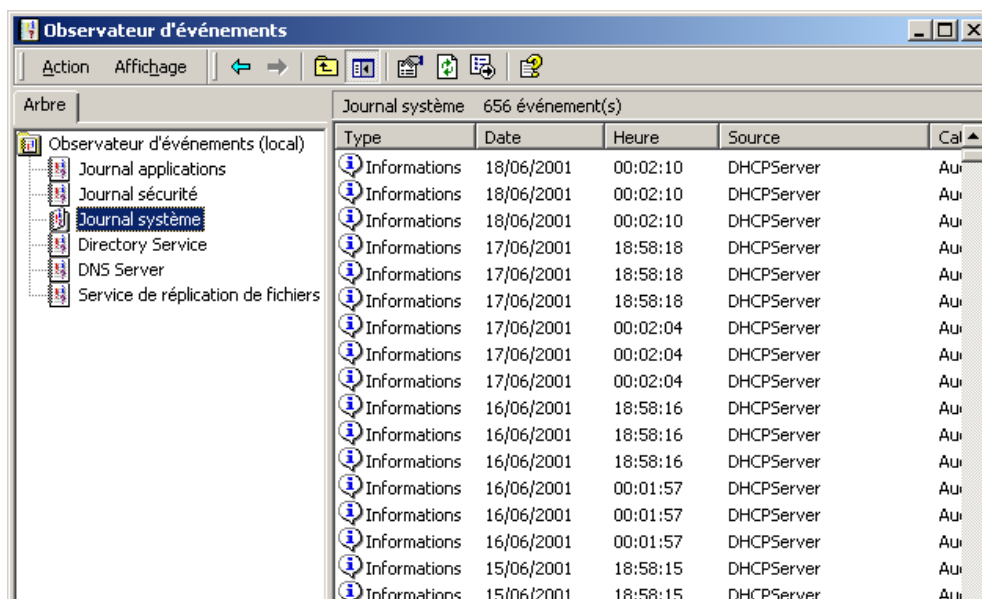 Observateur d'événements
Action Affichage
Arbre
Journal système 656 événement(s)
Observateur d'événements (local)
Journal applications
Journal sécurité
Journal système
Directory Service
DNS Server
Service de réplication de fichiers
Type Date Heure Source
Informations 18/06/2001 00:02:10 DHCPServer
Informations 18/06/2001 00:02:10 DHCPServer
Informations 18/06/2001 00:02:10 DHCPServer
Informations 17/06/2001 18:58:18 DHCPServer
Informations 17/06/2001 18:58:18 DHCPServer
Informations 17/06/2001 18:58:18 DHCPServer
Informations 17/06/2001 00:02:04 DHCPServer
Informations 17/06/2001 00:02:04 DHCPServer
Informations 17/06/2001 00:02:04 DHCPServer
Informations 16/06/2001 18:58:16 DHCPServer
Informations 16/06/2001 18:58:16 DHCPServer
Informations 16/06/2001 18:58:16 DHCPServer
Informations 16/06/2001 00:01:57 DHCPServer
Informations 16/06/2001 00:01:57 DHCPServer
Informations 16/06/2001 00:01:57 DHCPServer
Informations 15/06/2001 18:58:15 DHCPServer
Informations 15/06/2001 18:58:15 DHCPServer